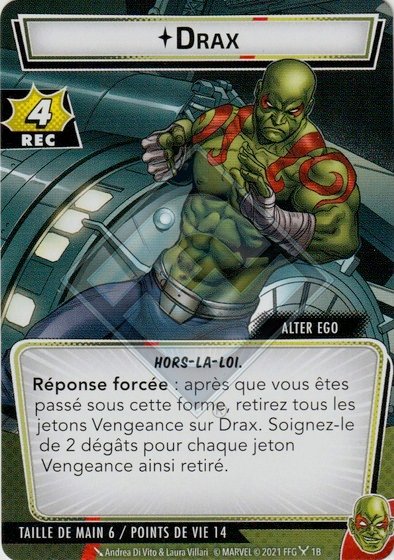 ✦DRAX
4
REC
ALTER EGO
HORS-LA-LOI.
Réponse forcée : après que vous êtes
passé sous cette forme, retirez tous les
jetons Vengeance sur Drax. Soignez-le
de 2 dégâts pour chaque jeton
Vengeance ainsi retiré.
TAILLE DE MAIN 6 / POINTS DE VIE 14
Andrea Di Vito & Laura Villari © MARVEL © 2021 FFG 18